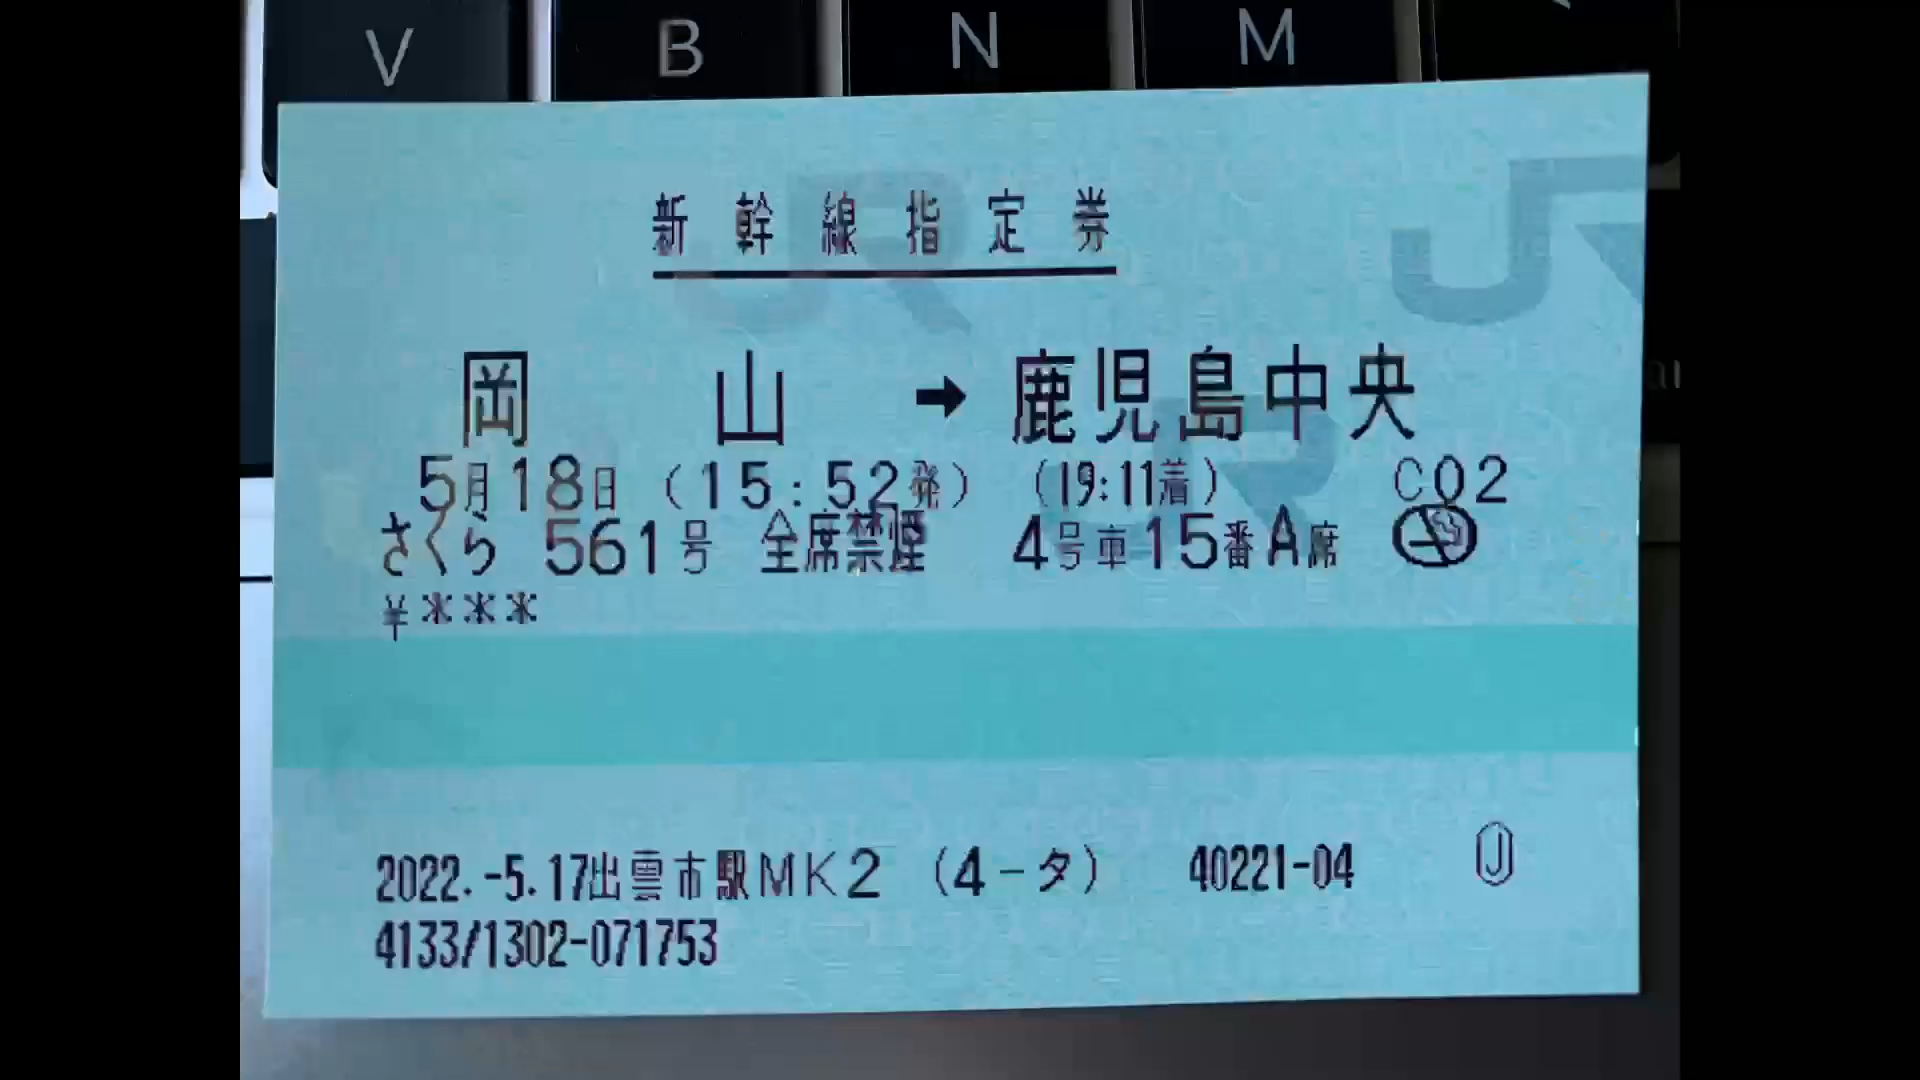 V B N M
新幹線指定券
岡山 ➡ 鹿児島中央
5月18日 (15:52発) (19:11着) C02
さくら 561号 全席禁煙 4号車15番A席
¥***
2022.-5.17出雲市駅MK2 (4-タ) 40221-04 Ⓙ
4133/1302-071753